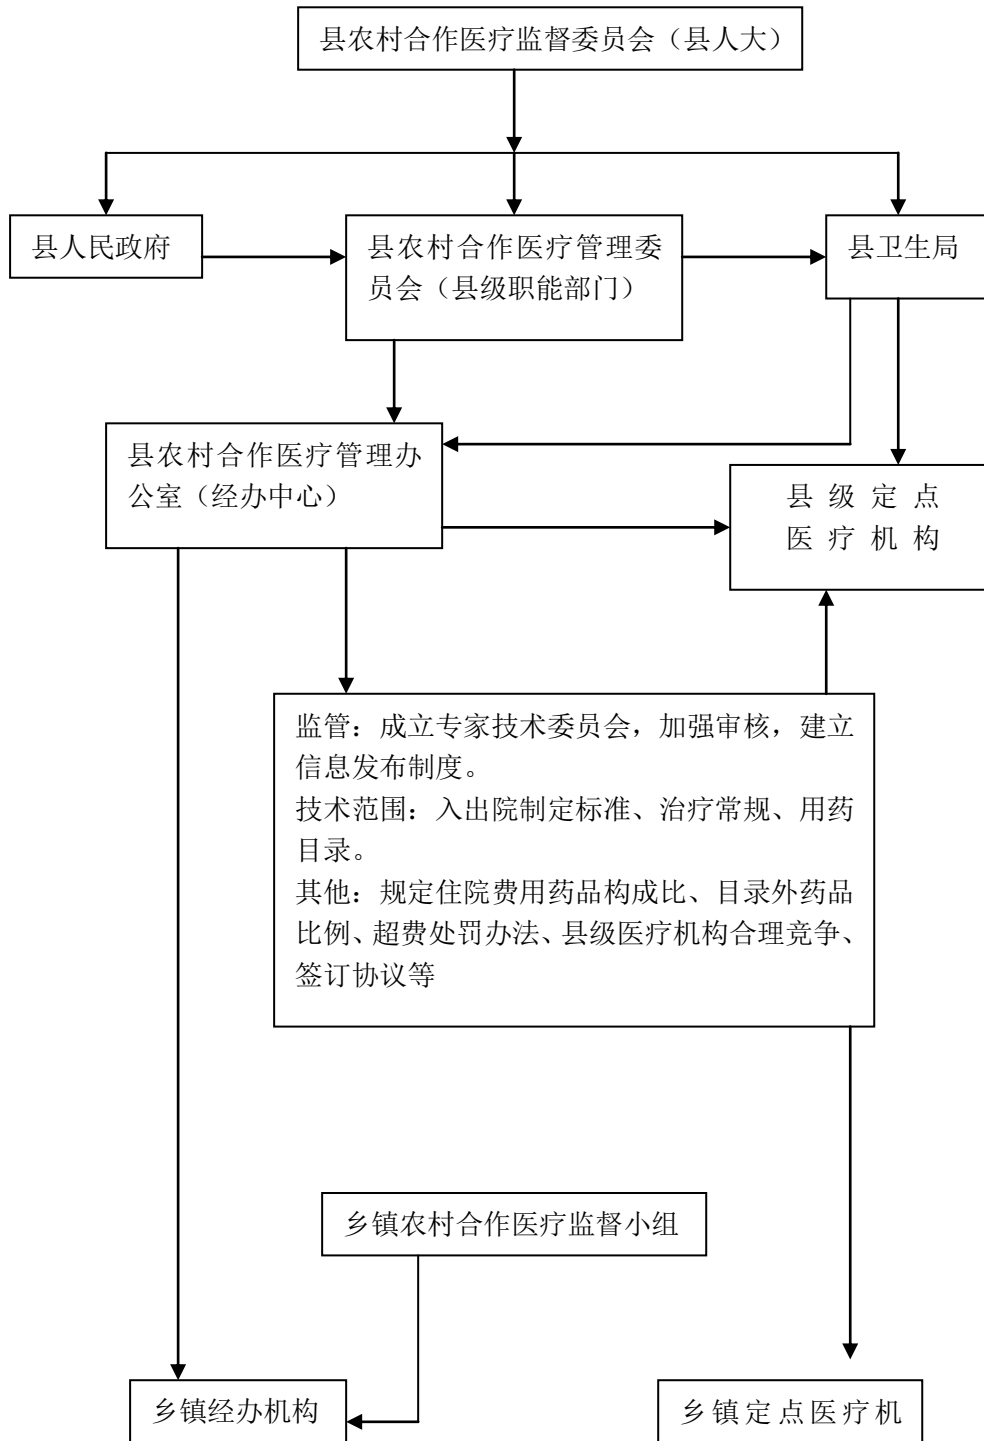 县农村合作医疗监督委员会（县人大）
县人民政府
县农村合作医疗管理委
员会（县级职能部门）
县卫生局
县农村合作医疗管理办
公室（经办中心）
县级定点
医疗机构
监管：成立专家技术委员会，加强审核，建立
信息发布制度。
技术范围：入出院制定标准、治疗常规、用药
目录。
其他：规定住院费用药品构成比、目录外药品
比例、超费处罚办法、县级医疗机构合理竞争、
签订协议等
乡镇农村合作医疗监督小组
乡镇经办机构
乡镇定点医疗机